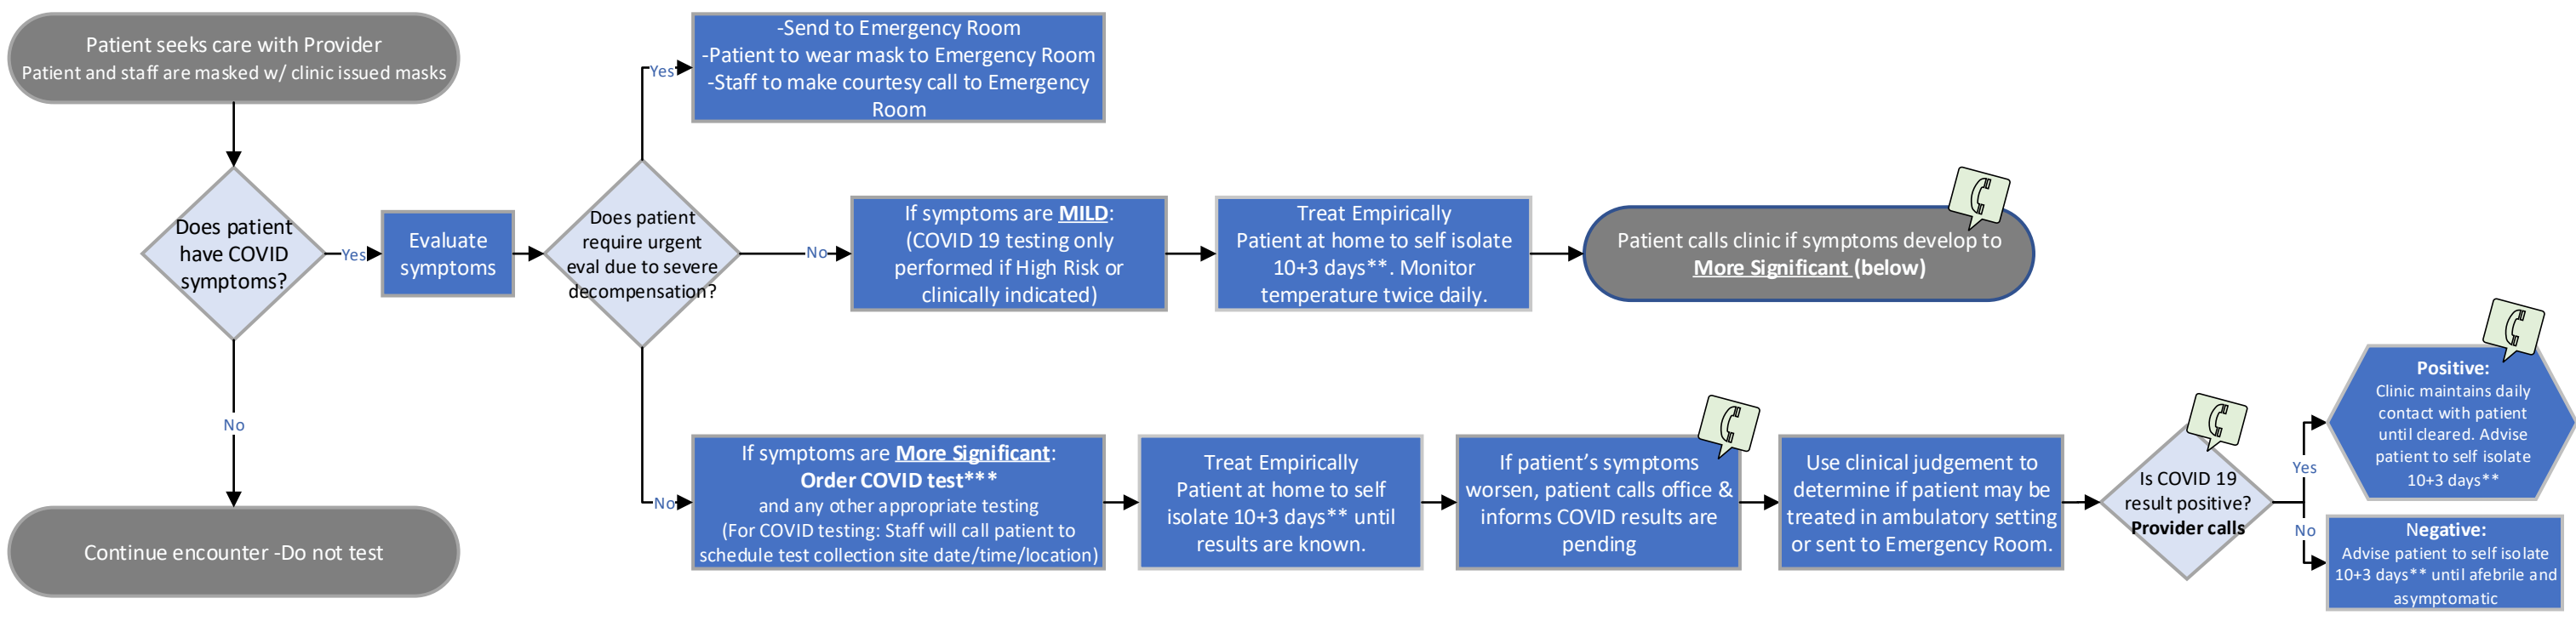 Patient seeks care with Provider
Patient and staff are masked w/ clinic issued masks
Does patient
have COVID
symptoms?
Yes
No
Continue encounter -Do not test
Evaluate
symptoms
Does patient
require urgent
eval due to severe
decompensation?
Yes
-Send to Emergency Room
-Patient to wear mask to Emergency Room
-Staff to make courtesy call to Emergency
Room
No
If symptoms are MILD:
(COVID 19 testing only
performed if High Risk or
clinically indicated)
Treat Empirically
Patient at home to self isolate
10+3 days**. Monitor
temperature twice daily.
Patient calls clinic if symptoms develop to
More Significant (below)
No
If symptoms are More Significant:
Order COVID test***
and any other appropriate testing
(For COVID testing: Staff will call patient to
schedule test collection site date/time/location)
Treat Empirically
Patient at home to self
isolate 10+3 days** until
results are known.
If patient’s symptoms
worsen, patient calls office &
informs COVID results are
pending
Use clinical judgement to
determine if patient may be
treated in ambulatory setting
or sent to Emergency Room.
Is COVID 19
result positive?
Provider calls
Yes
Positive:
Clinic maintains daily
contact with patient
until cleared. Advise
patient to self isolate
10+3 days**
No
Negative:
Advise patient to self isolate
10+3 days** until afebrile and
asymptomatic